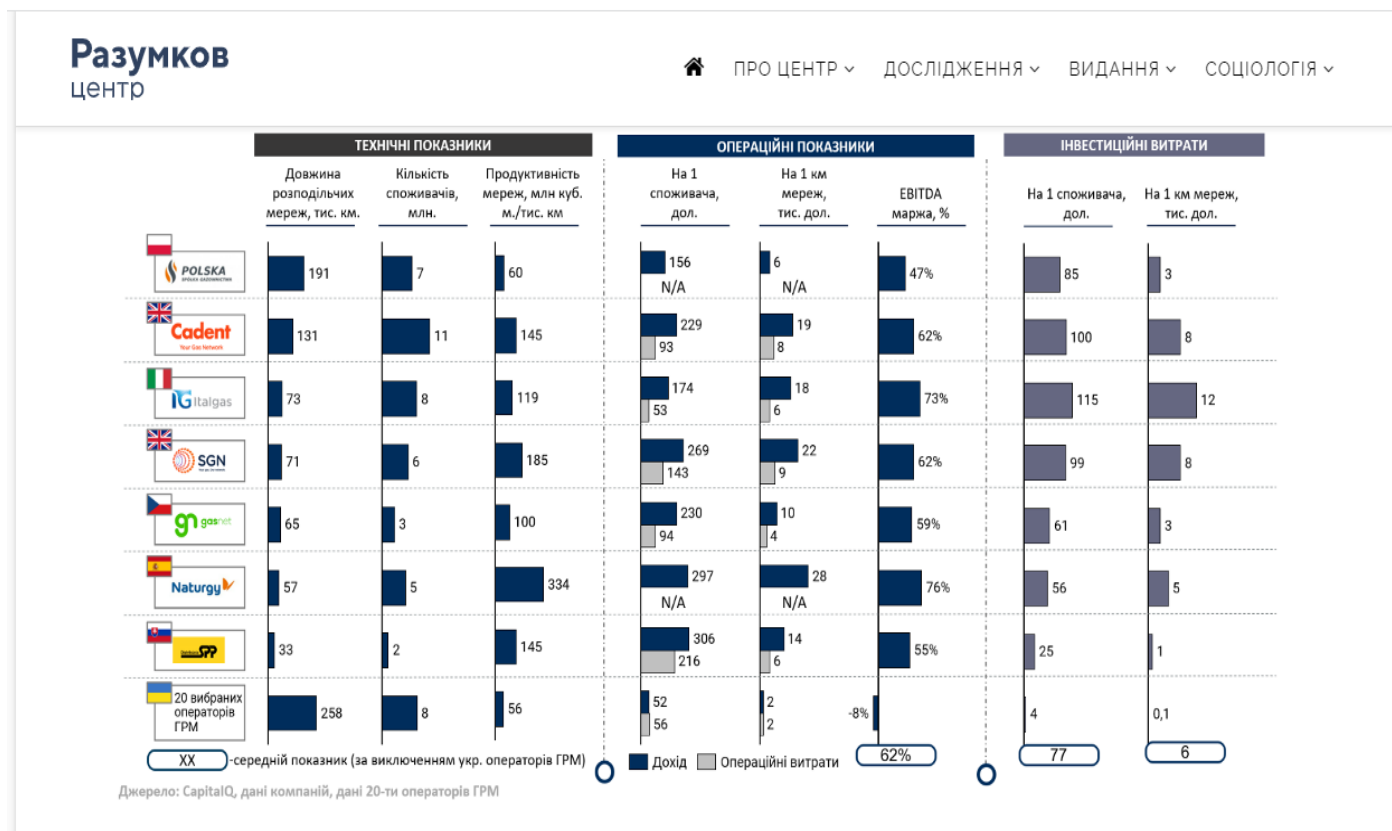 Разумков
центр
ПРО ЦЕНТР
ДОСЛІДЖЕННЯ
ВИДАННЯ
СОЦІОЛОГІЯ
ТЕХНІЧНІ ПОКАЗНИКИ
ОПЕРАЦІЙНІ ПОКАЗНИКИ
ІНВЕСТИЦІЙНІ ВИТРАТИ
Довжина
розподільчих
мереж, тис. км.
Кількість
споживачів,
млн.
Продуктивність
мереж, млн куб.
м./тис. км
На 1
споживача,
дол.
На 1 км
мереж,
тис. дол.
EBITDA
маржа, %
На 1 споживача,
дол.
На 1 км мереж,
тис. дол.
POLSKA
SPÓŁKA GAZOWNICTWA
191
7
60
156
N/A
6
N/A
47%
85
3
Cadent
Your Gas Network
131
11
145
229
93
19
8
62%
100
8
Italgas
73
8
119
174
53
18
6
73%
115
12
SGN
71
6
185
269
143
22
9
62%
99
8
gasnet
65
3
100
230
94
10
4
59%
61
3
Naturgy
57
5
334
297
N/A
28
N/A
76%
56
5
SPP
33
2
145
306
216
14
6
55%
25
1
20 вибраних
операторів
ГРМ
258
8
56
52
56
2
2
-8%
4
0,1
XX -середній показник (за виключенням укр. операторів ГРМ)
Дохід
Операційні витрати
62%
77
6
Джерело: CapitalIQ, дані компаній, дані 20-ти операторів ГРМ